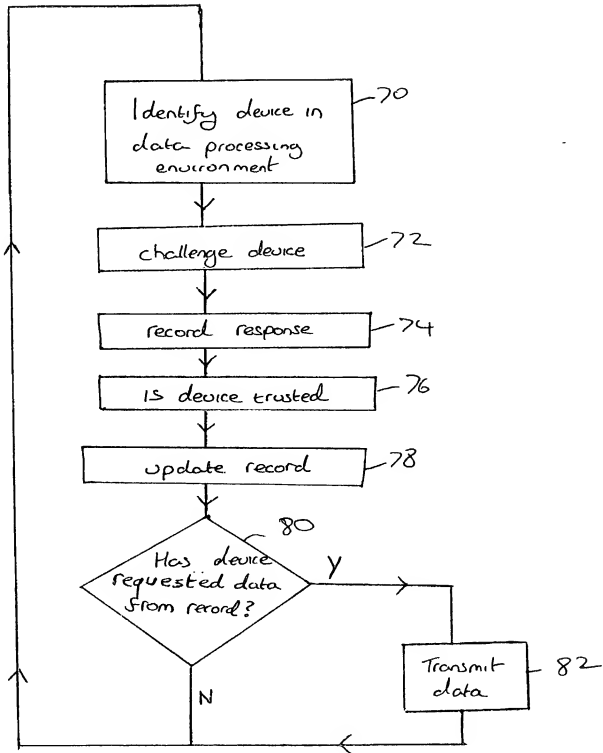 Identify device in
data processing
environment
70
challenge device
72
record response
74
is device trusted
76
update record
78
80
Has device
requested data
from record?
Y
Transmit
data
82
N